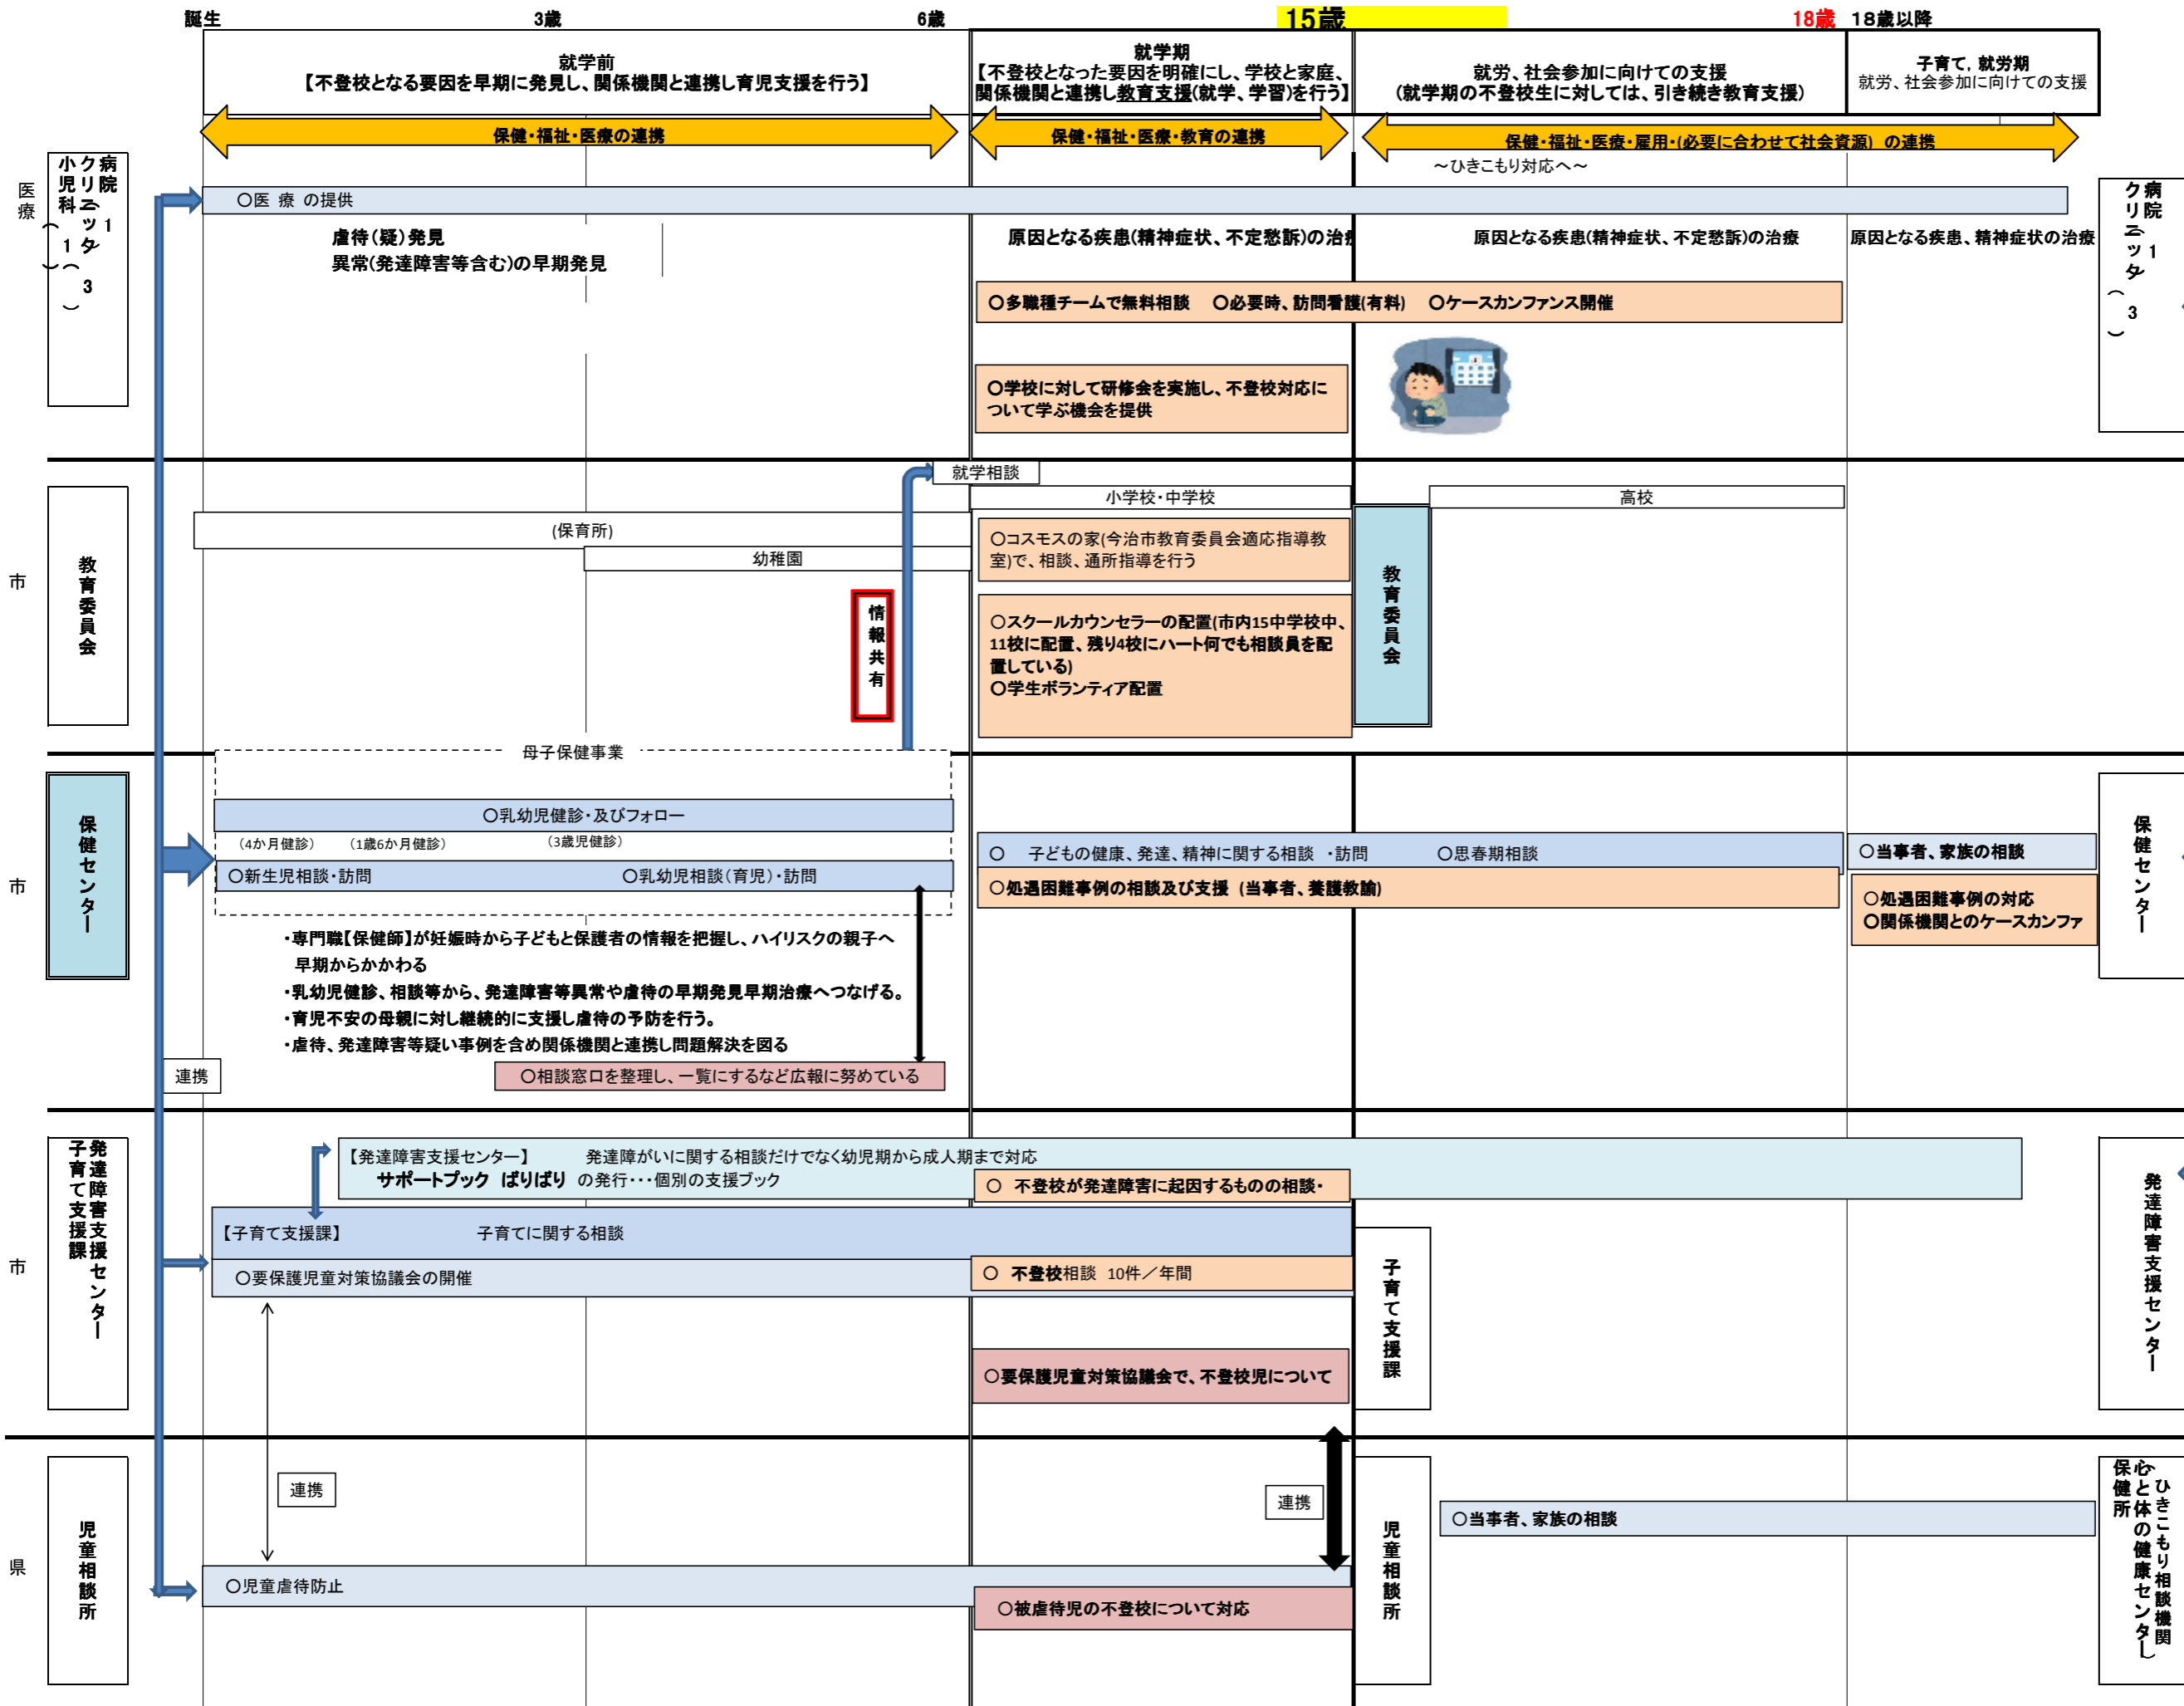 誕生 3歳 6歳 15歳 18歳 18歳以降
就学前
【不登校となる要因を早期に発見し、関係機関と連携し育児支援を行う】
就学期
【不登校となった要因を明確にし、学校と家庭、
関係機関と連携し教育支援(就学、学習)を行う】
就労、社会参加に向けての支援
(就学期の不登校生に対しては、引き続き教育支援)
子育て，就労期
就労、社会参加に向けての支援
保健・福祉・医療の連携
保健・福祉・医療・教育の連携
保健・福祉・医療・雇用・(必要に合わせて社会資源) の連携
～ひきこもり対応へ～
医療
病院(1)
クリニック(3)
小児科(1)
○医 療 の提供
虐待(疑)発見
異常(発達障害等含む)の早期発見
原因となる疾患(精神症状、不定愁訴)の治療
原因となる疾患(精神症状、不定愁訴)の治療
原因となる疾患、精神症状の治療
○多職種チームで無料相談 ○必要時、訪問看護(有料) ○ケースカンファンス開催
○学校に対して研修会を実施し、不登校対応に
ついて学ぶ機会を提供
病院(1)
クリニック(3)
市
教育委員会
就学相談
小学校・中学校
高校
(保育所)
幼稚園
情報共有
○コスモスの家(今治市教育委員会適応指導教
室)で、相談、通所指導を行う
○スクールカウンセラーの配置(市内15中学校中、
11校に配置、残り4校にハート何でも相談員を配
置している)
○学生ボランティア配置
教育委員会
市
保健センター
母子保健事業
○乳幼児健診・及びフォロー
(4か月健診) (1歳6か月健診) (3歳児健診)
○新生児相談・訪問 ○乳幼児相談(育児)・訪問
・専門職【保健師】が妊娠時から子どもと保護者の情報を把握し、ハイリスクの親子へ
早期からかかわる
・乳幼児健診、相談等から、発達障害等異常や虐待の早期発見早期治療へつなげる。
・育児不安の母親に対し継続的に支援し虐待の予防を行う。
・虐待、発達障害等疑い事例を含め関係機関と連携し問題解決を図る
連携
○相談窓口を整理し、一覧にするなど広報に努めている
○ 子どもの健康、発達、精神に関する相談 ・訪問 ○思春期相談
○処遇困難事例の相談及び支援 (当事者、養護教諭)
○当事者、家族の相談
○処遇困難事例の対応
○関係機関とのケースカンファ
保健センター
市
発達障害支援センター
子育て支援課
【発達障害支援センター】 発達障がいに関する相談だけでなく幼児期から成人期まで対応
サポートブック ばりばり の発行・・・個別の支援ブック
○ 不登校が発達障害に起因するものの相談・
【子育て支援課】 子育てに関する相談
○要保護児童対策協議会の開催
○ 不登校相談 10件／年間
○要保護児童対策協議会で、不登校児について
子育て支援課
発達障害支援センター
県
児童相談所
連携
連携
○児童虐待防止
○被虐待児の不登校について対応
児童相談所
○当事者、家族の相談
ひきこもり相談機関
(心と体の健康センター)
保健所